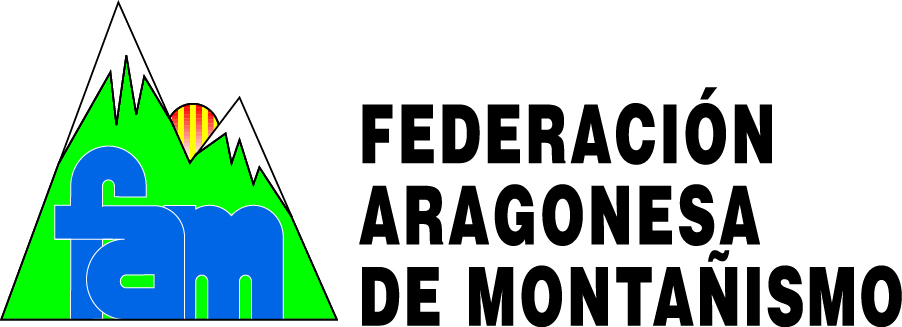 fam
FEDERACIÓN
ARAGONESA
DE MONTAÑISMO